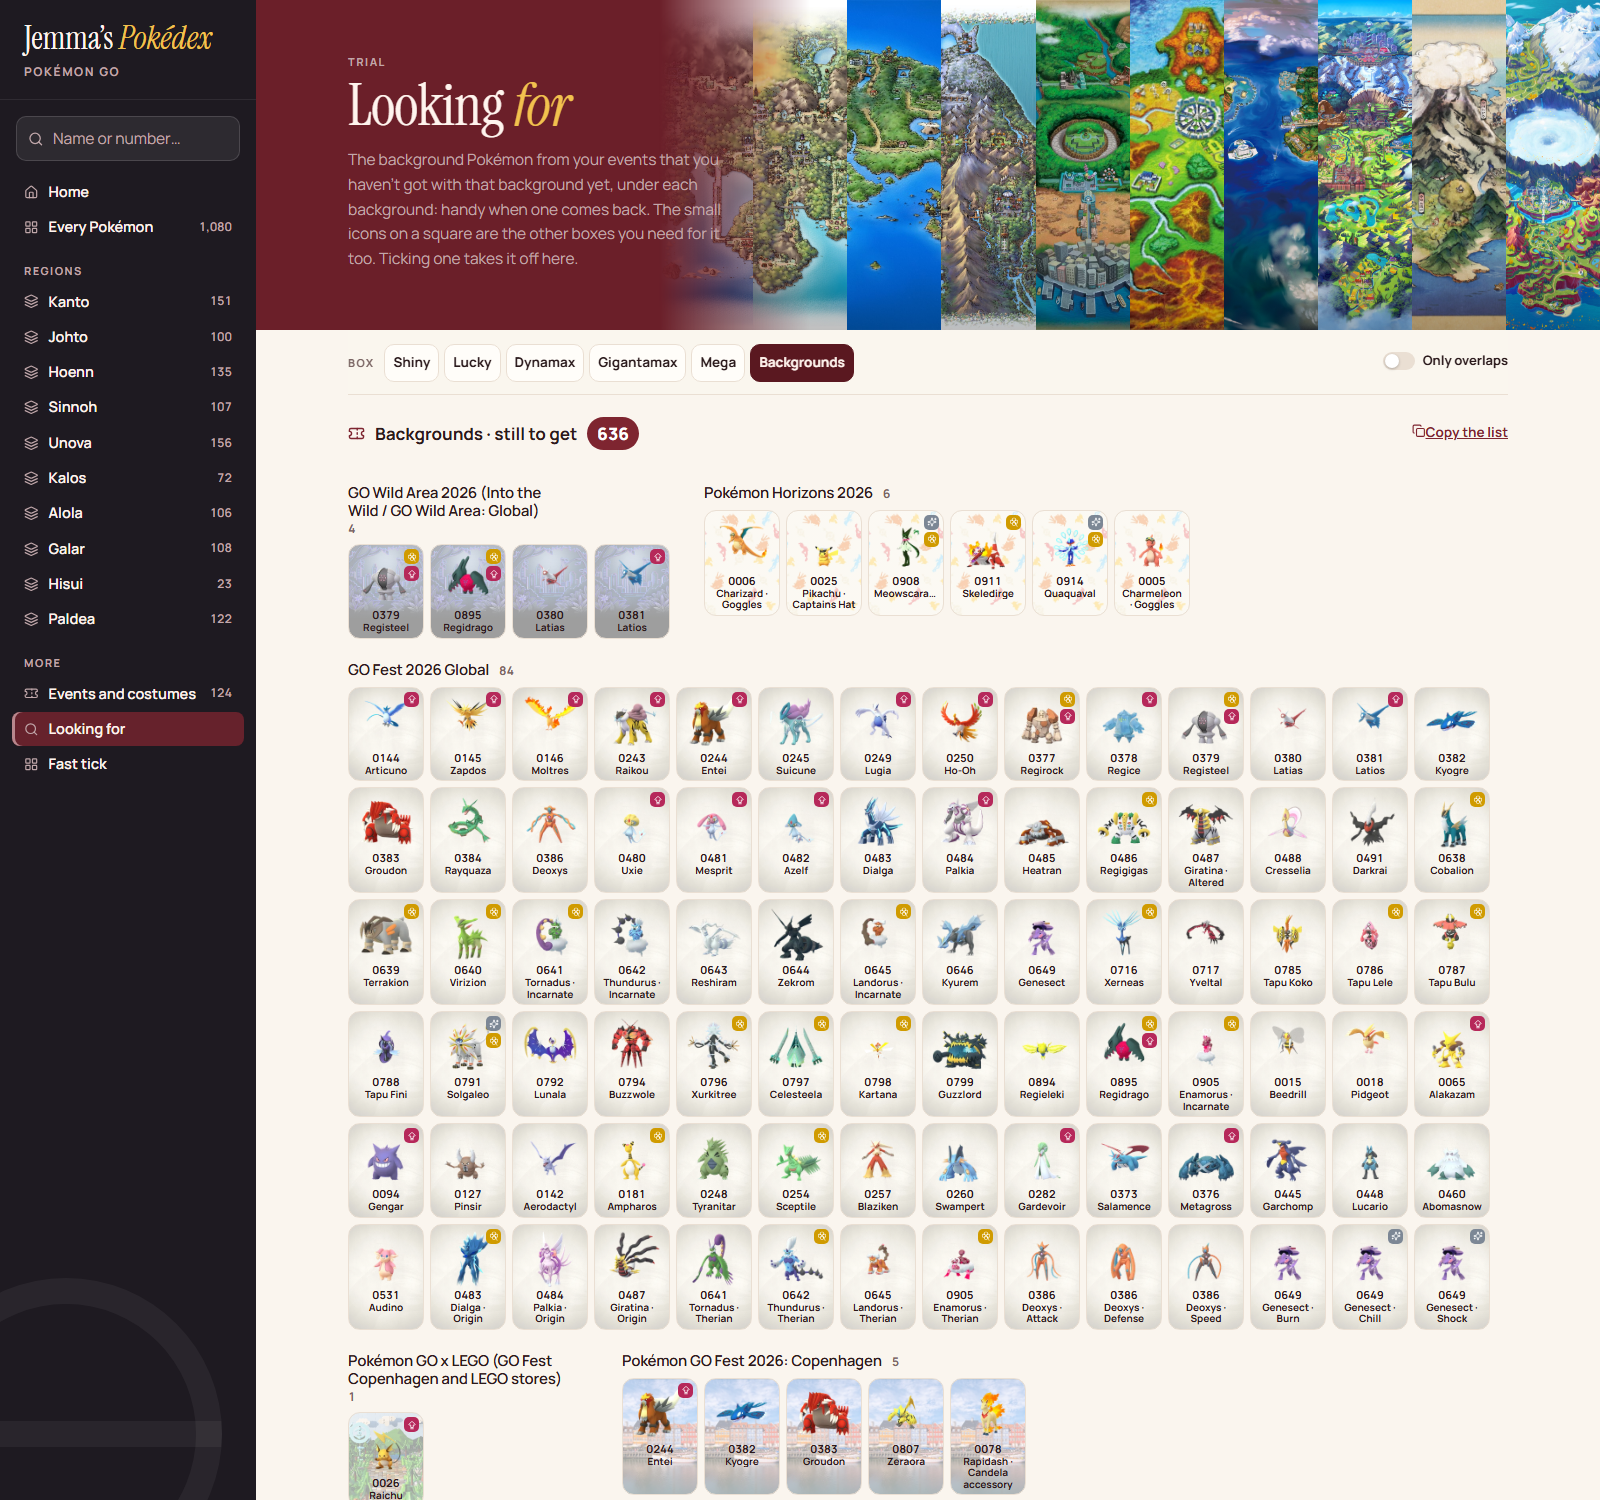 Jemma's Pokédex
POKÉMON GO
Name or number...
Home
Every Pokémon 1,080
REGIONS
Kanto 151
Johto 100
Hoenn 135
Sinnoh 107
Unova 156
Kalos 72
Alola 106
Galar 108
Hisui 23
Paldea 122
MORE
Events and costumes 124
Looking for
Fast tick
TRIAL
Looking for
The background Pokémon from your events that you
haven't got with that background yet, under each
background: handy when one comes back. The small
icons on a square are the other boxes you need for it
too. Ticking one takes it off here.
BOX Shiny Lucky Dynamax Gigantamax Mega Backgrounds Only overlaps
Backgrounds · still to get 636 Copy the list
GO Wild Area 2026 (Into the
Wild / GO Wild Area: Global)
4
0379 0895 0380 0381
Registeel Regidrago Latias Latios
Pokémon Horizons 2026 6
0006 0025 0908 0911 0914 0005
Charizard · Pikachu · Meowscara... Skeledirge Quaquaval Charmeleon
Goggles Captains Hat · Goggles
GO Fest 2026 Global 84
0144 0145 0146 0243 0244 0245 0249 0250 0377 0378 0379 0380 0381 0382
Articuno Zapdos Moltres Raikou Entei Suicune Lugia Ho-Oh Regirock Regice Registeel Latias Latios Kyogre
0383 0384 0386 0480 0481 0482 0483 0484 0485 0486 0487 0488 0491 0638
Groudon Rayquaza Deoxys Uxie Mesprit Azelf Dialga Palkia Heatran Regigigas Giratina · Cresselia Darkrai Cobalion
Altered
0639 0640 0641 0642 0643 0644 0645 0646 0649 0716 0717 0785 0786 0787
Terrakion Virizion Tornadus · Thundurus · Reshiram Zekrom Landorus · Kyurem Genesect Xerneas Yveltal Tapu Koko Tapu Lele Tapu Bulu
Incarnate Incarnate Incarnate
0788 0791 0792 0794 0796 0797 0798 0799 0894 0895 0905 0015 0018 0065
Tapu Fini Solgaleo Lunala Buzzwole Xurkitree Celesteela Kartana Guzzlord Regieleki Regidrago Enamorus · Beedrill Pidgeot Alakazam
Incarnate
0094 0127 0142 0181 0248 0254 0257 0260 0282 0373 0376 0445 0448 0460
Gengar Pinsir Aerodactyl Ampharos Tyranitar Sceptile Blaziken Swampert Gardevoir Salamence Metagross Garchomp Lucario Abomasnow
0531 0483 0484 0487 0641 0642 0645 0905 0386 0386 0386 0649 0649 0649
Audino Dialga · Palkia · Giratina · Tornadus · Thundurus · Landorus · Enamorus · Deoxys · Deoxys · Deoxys · Genesect · Genesect · Genesect ·
Origin Origin Origin Therian Therian Therian Therian Attack Defense Speed Burn Chill Shock
Pokémon GO x LEGO (GO Fest
Copenhagen and LEGO stores)
1
0026
Raichu
Pokémon GO Fest 2026: Copenhagen 5
0244 0382 0383 0807 0078
Entei Kyogre Groudon Zeraora Rapidash ·
Candela
accessory